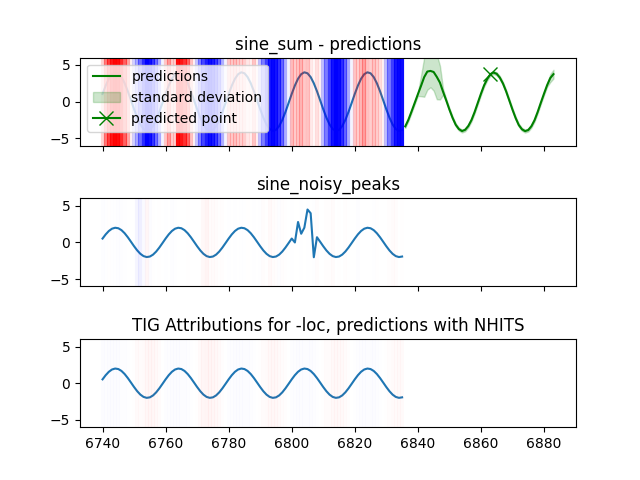 sine_sum - predictions
5
0
−5
predictions
standard deviation
predicted point
sine_noisy_peaks
5
0
−5
TIG Attributions for -loc, predictions with NHITS
5
0
−5
6740 6760 6780 6800 6820 6840 6860 6880